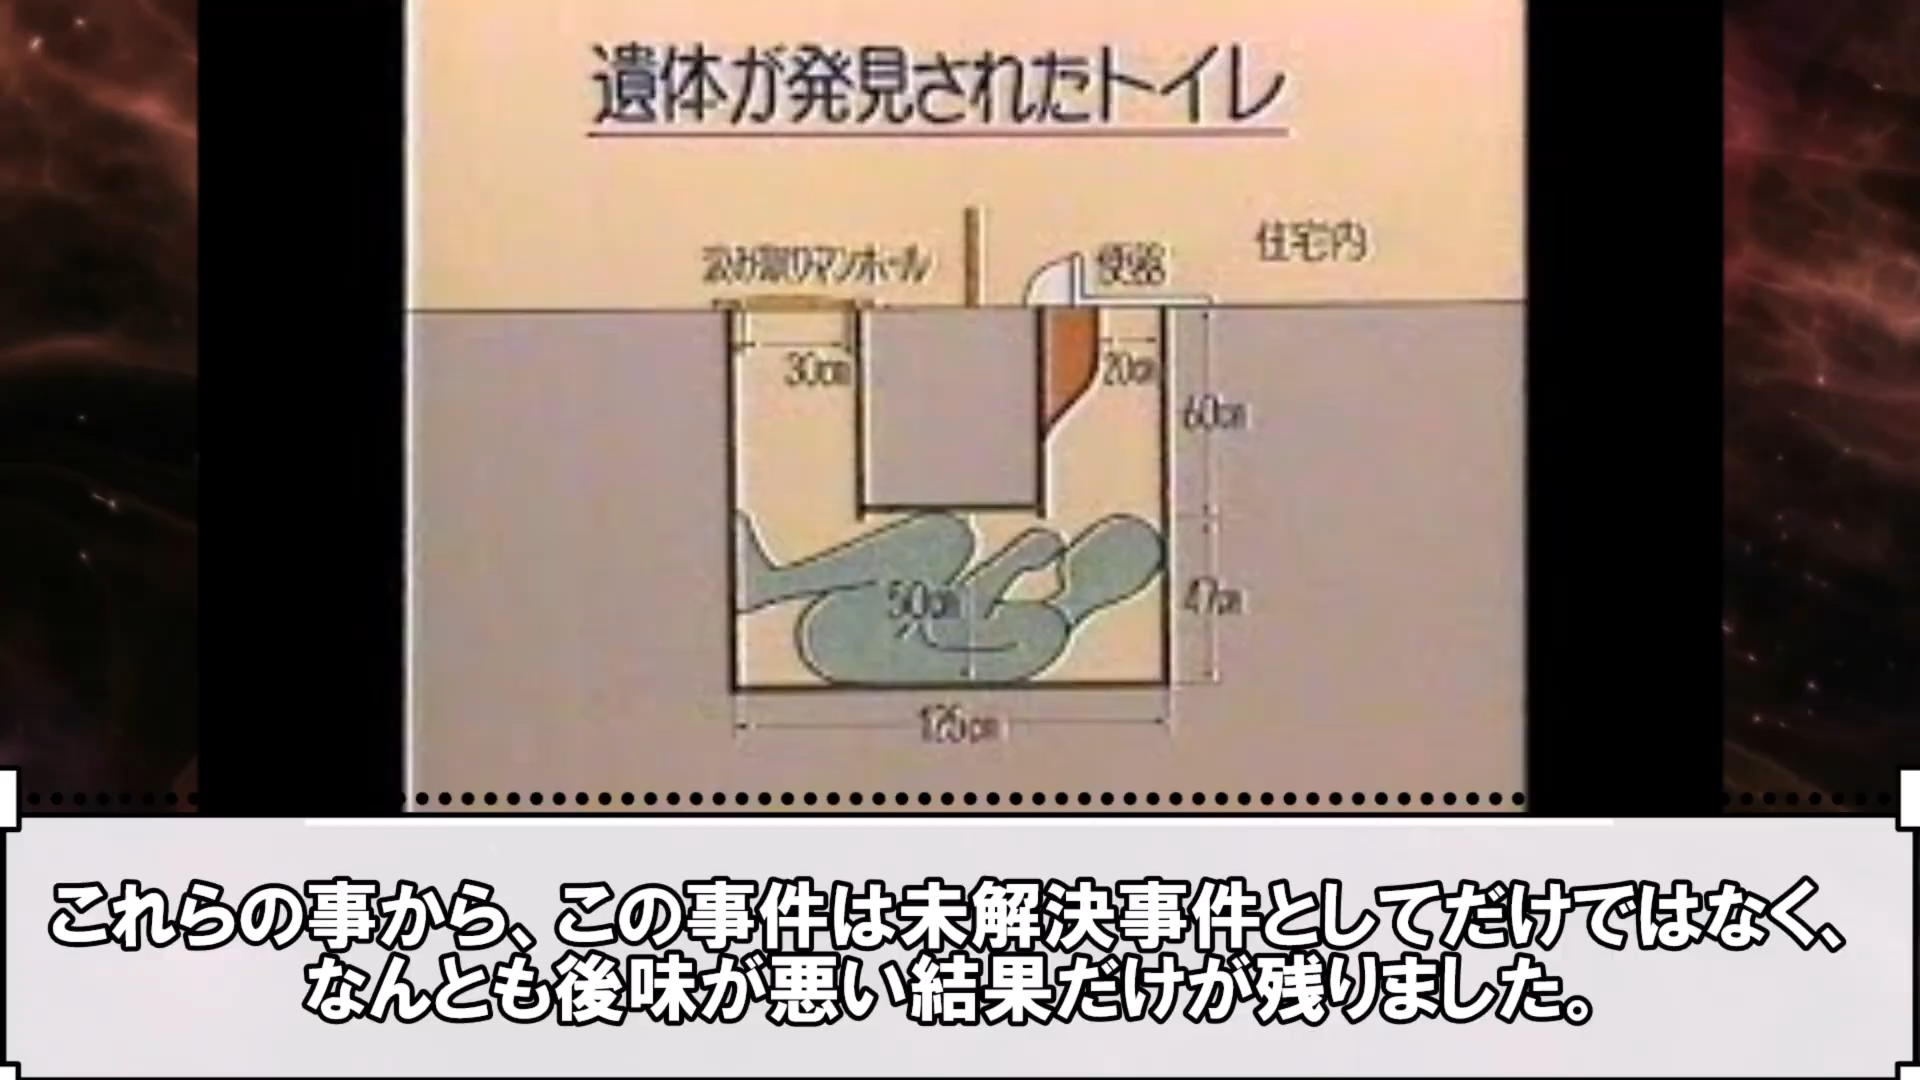 遺体が発見されたトイレ
汲み取りマンホール
便器
住宅内
30cm
20cm
60cm
50cm
47cm
125cm
これらの事から、この事件は未解決事件としてだけではなく、
なんとも後味が悪い結果だけが残りました。